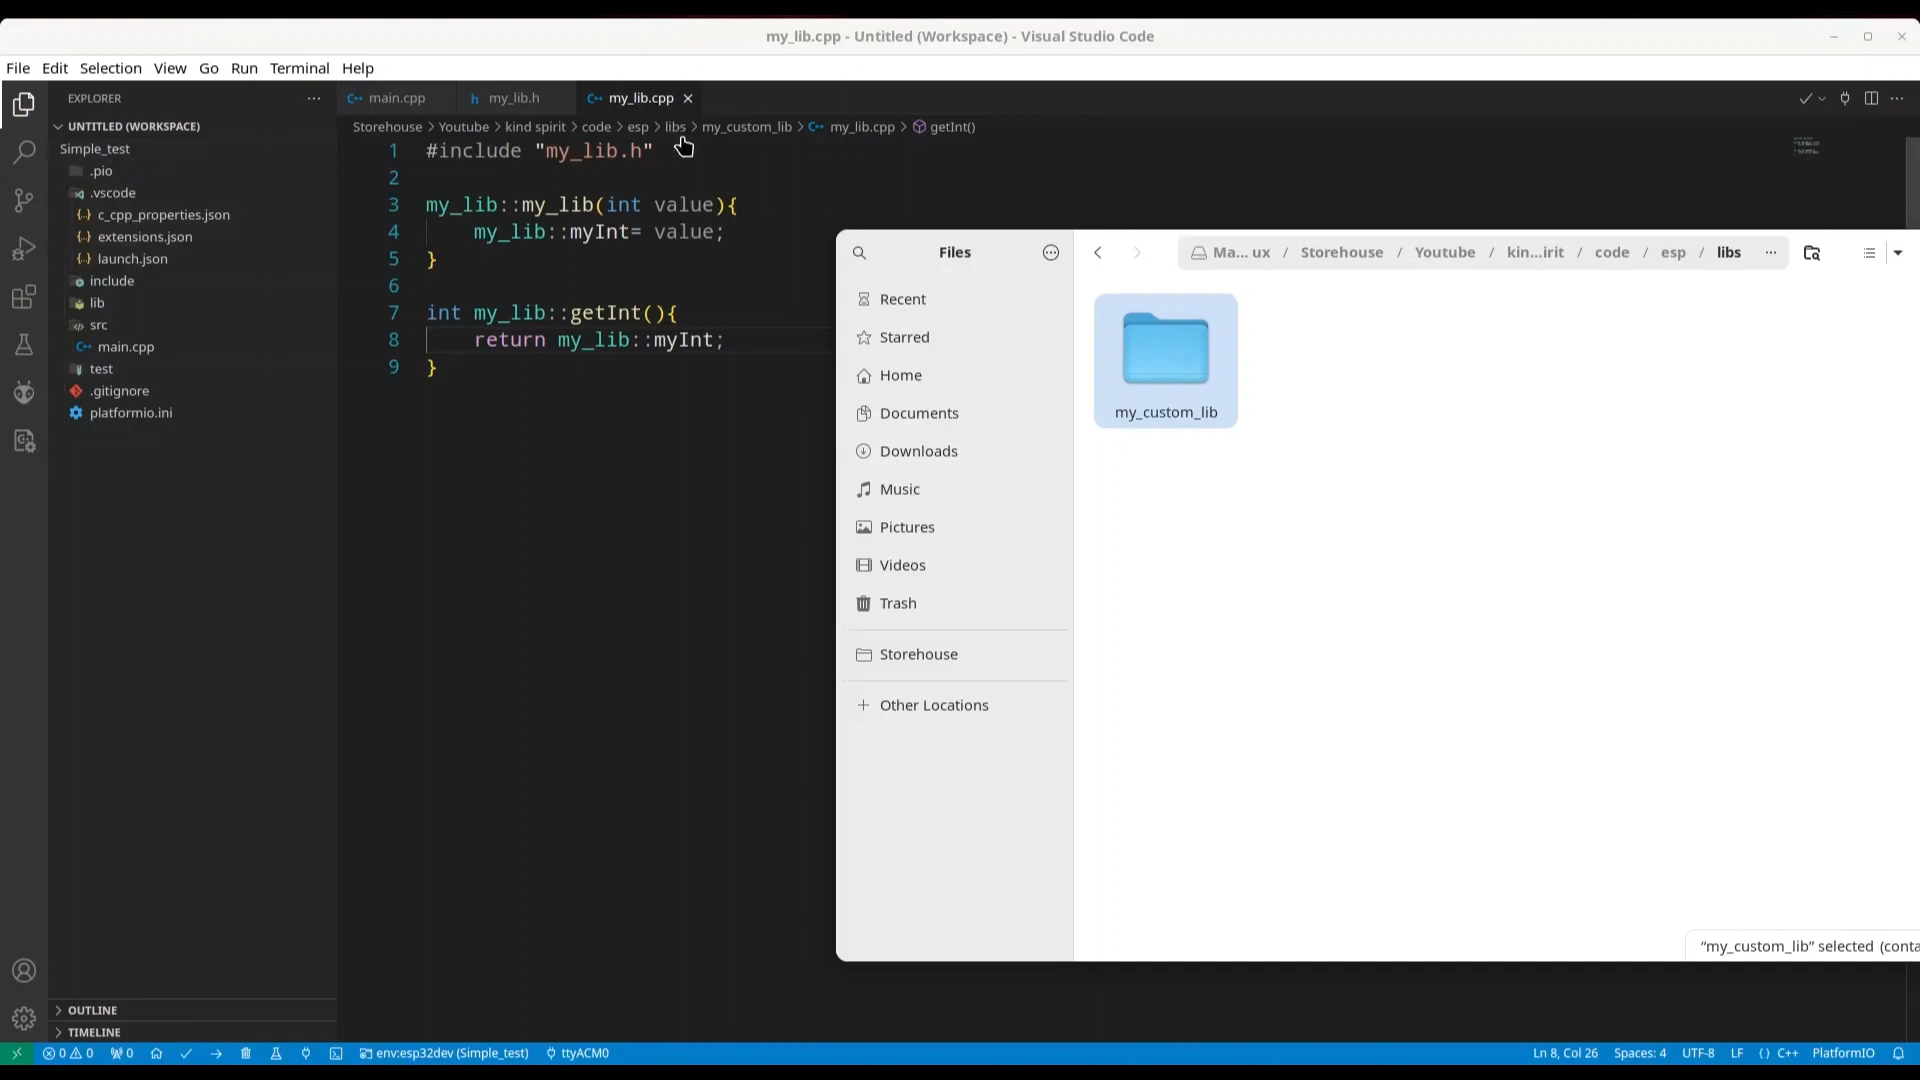 my_lib.cpp - Untitled (Workspace) - Visual Studio Code
File Edit Selection View Go Run Terminal Help
EXPLORER
UNTITLED (WORKSPACE)
Simple_test
.pio
.vscode
c_cpp_properties.json
extensions.json
launch.json
include
lib
src
main.cpp
test
.gitignore
platformio.ini
OUTLINE
TIMELINE
main.cpp my_lib.h my_lib.cpp
Storehouse > Youtube > kind spirit > code > esp > libs > my_custom_lib > my_lib.cpp > getInt()
1 #include "my_lib.h"
2
3 my_lib::my_lib(int value){
4 my_lib::myInt= value;
5 }
6
7 int my_lib::getInt(){
8 return my_lib::myInt;
9 }
Files
Recent
Starred
Home
Documents
Downloads
Music
Pictures
Videos
Trash
Storehouse
Other Locations
Ma... ux / Storehouse / Youtube / kin...irit / code / esp / libs
my_custom_lib
“my_custom_lib” selected (conta
0 0 0 env:esp32dev (Simple_test) ttyACM0 Ln 8, Col 26 Spaces: 4 UTF-8 LF {} C++ PlatformIO